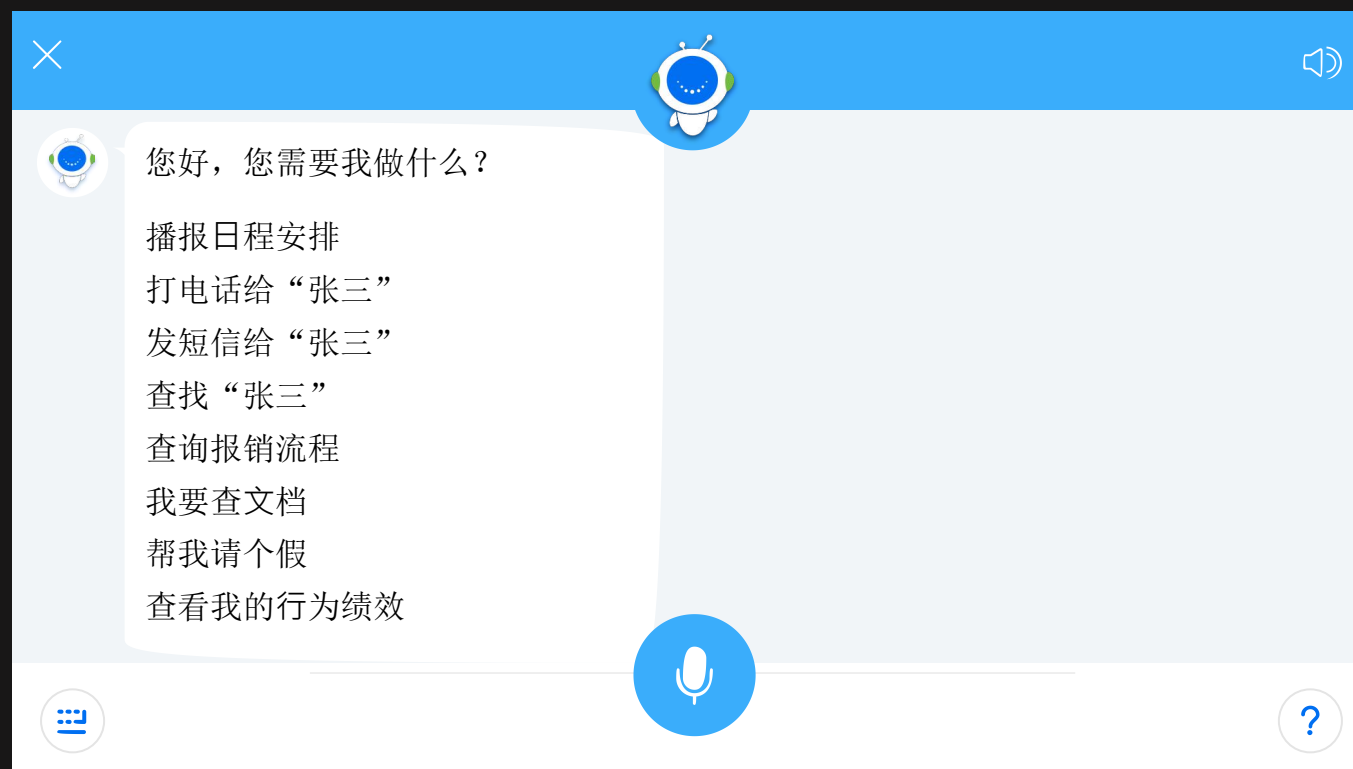 您好，您需要我做什么？
播报日程安排
打电话给“张三”
发短信给“张三”
查找“张三”
查询报销流程
我要查文档
帮我请个假
查看我的行为绩效
?